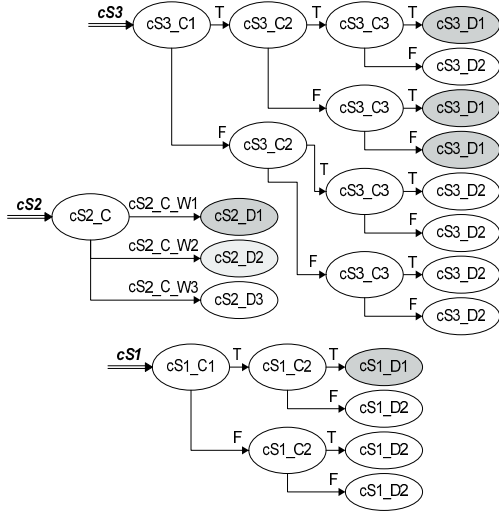 cS3 cS3_C1 T cS3_C2 T cS3_C3 T cS3_D1
F cS3_D2
F cS3_C3 T cS3_D1
F cS3_D1
F cS3_C2
T cS3_C3 T cS3_D2
F cS3_D2
F cS3_C3 T cS3_D2
F cS3_D2
cS2 cS2_C cS2_C_W1 cS2_D1
cS2_C_W2 cS2_D2
cS2_C_W3 cS2_D3
cS1 cS1_C1 T cS1_C2 T cS1_D1
F cS1_D2
F cS1_C2 T cS1_D2
F cS1_D2